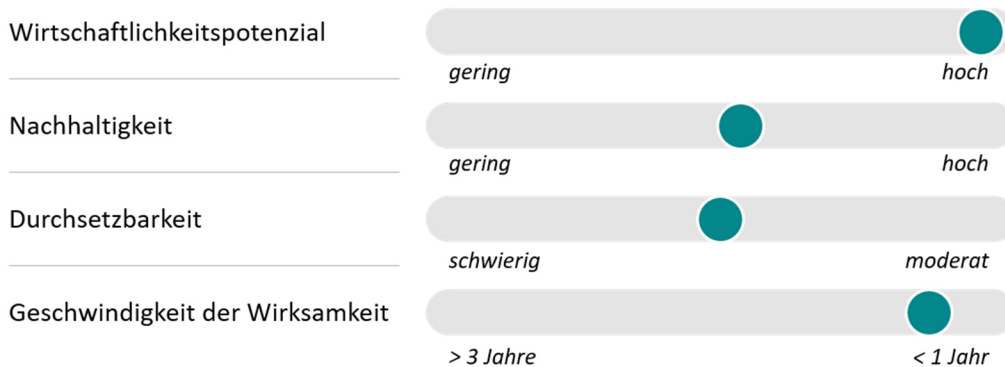 Wirtschaftlichkeitspotenzial
gering hoch
Nachhaltigkeit
gering hoch
Durchsetzbarkeit
schwierig moderat
Geschwindigkeit der Wirksamkeit
> 3 Jahre < 1 Jahr